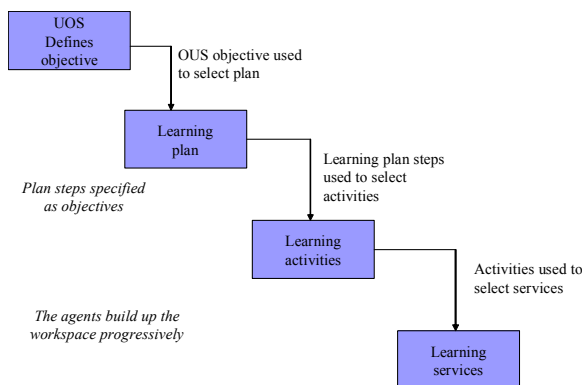 UOS
Defines
objective
OUS objective used
to select plan
Learning
plan
Learning plan steps
used to select
activities
Plan steps specified
as objectives
Learning
activities
Activities used to
select services
The agents build up the
workspace progressively
Learning
services